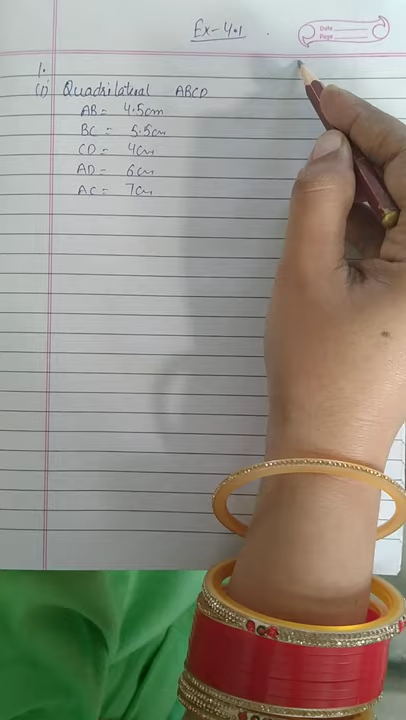 Ex-4.1
Date
Page
1.
(i) Quadrilateral ABCD
AB = 4.5cm
BC = 5.5cm
CD = 4cm
AD = 6cm
AC = 7cm